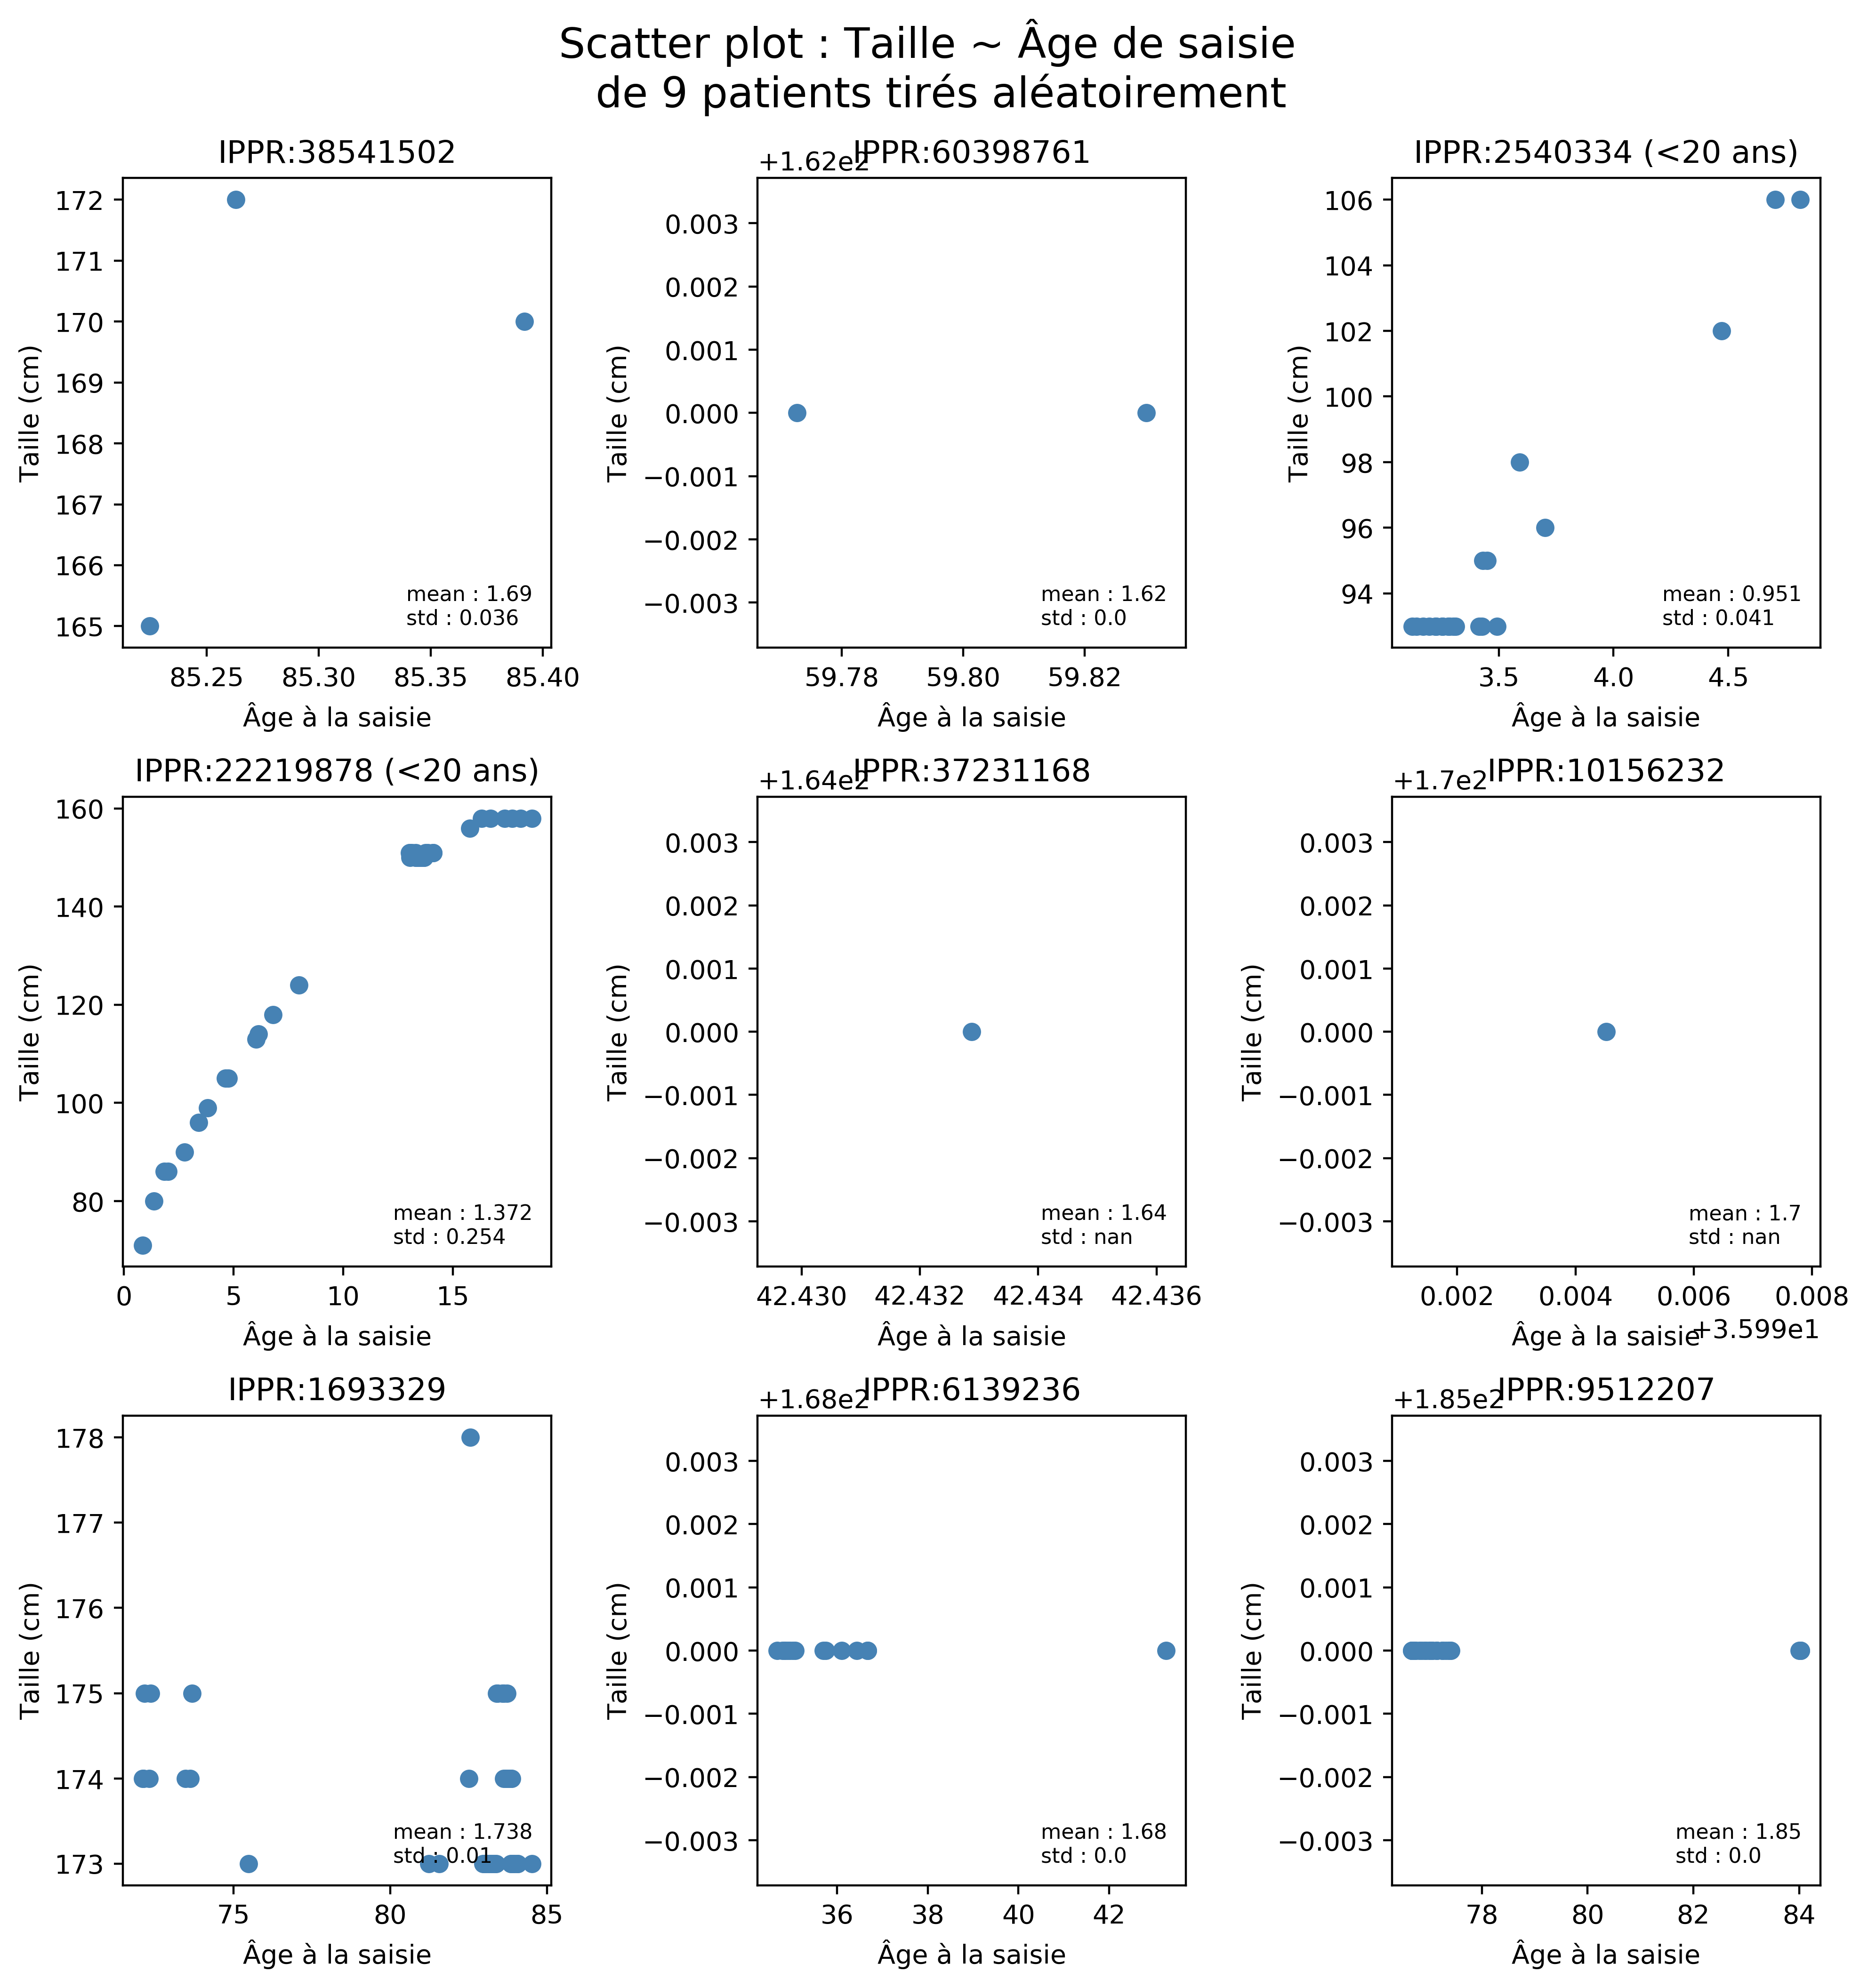 Scatter plot : Taille ~ Âge de saisie
de 9 patients tirés aléatoirement
IPPR:38541502
172
171
170
169
168
167
166
165
Taille (cm)
mean : 1.69
std : 0.036
85.25 85.30 85.35 85.40
Âge à la saisie
IPPR:60398761
+1.62e2
0.003
0.002
0.001
0.000
−0.001
−0.002
−0.003
Taille (cm)
mean : 1.62
std : 0.0
59.78 59.80 59.82
Âge à la saisie
IPPR:2540334 (<20 ans)
106
104
102
100
98
96
94
Taille (cm)
mean : 0.951
std : 0.041
3.5 4.0 4.5
Âge à la saisie
IPPR:22219878 (<20 ans)
160
140
120
100
80
Taille (cm)
mean : 1.372
std : 0.254
0 5 10 15
Âge à la saisie
IPPR:37231168
+1.64e2
0.003
0.002
0.001
0.000
−0.001
−0.002
−0.003
Taille (cm)
mean : 1.64
std : nan
42.430 42.432 42.434 42.436
Âge à la saisie
IPPR:10156232
+1.7e2
0.003
0.002
0.001
0.000
−0.001
−0.002
−0.003
Taille (cm)
mean : 1.7
std : nan
0.002 0.004 0.006 0.008
+3.599e1
Âge à la saisie
IPPR:1693329
178
177
176
175
174
173
Taille (cm)
mean : 1.738
std : 0.01
75 80 85
Âge à la saisie
IPPR:6139236
+1.68e2
0.003
0.002
0.001
0.000
−0.001
−0.002
−0.003
Taille (cm)
mean : 1.68
std : 0.0
36 38 40 42
Âge à la saisie
IPPR:9512207
+1.85e2
0.003
0.002
0.001
0.000
−0.001
−0.002
−0.003
Taille (cm)
mean : 1.85
std : 0.0
78 80 82 84
Âge à la saisie